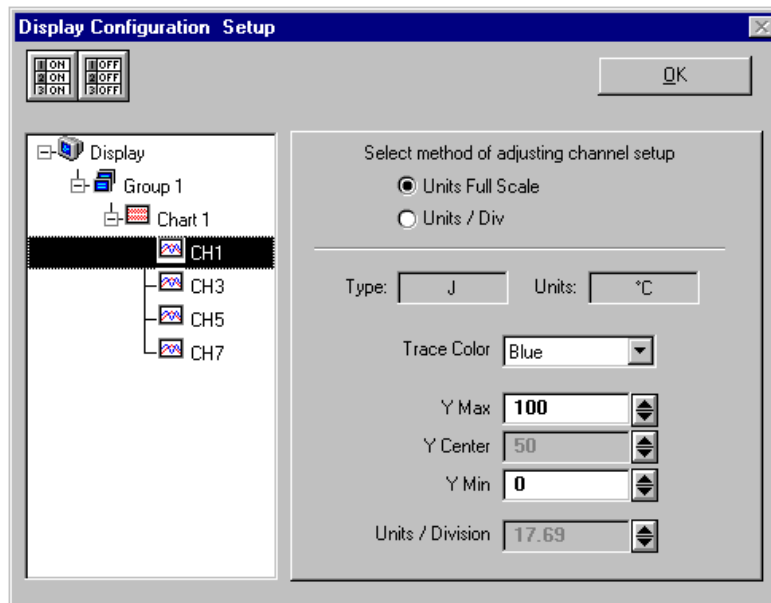 Display Configuration Setup
1 ON 1 OFF
2 ON 2 OFF
3 ON 3 OFF
OK
Display
Group 1
Chart 1
CH1
CH3
CH5
CH7
Select method of adjusting channel setup
Units Full Scale
Units / Div
Type: J Units: °C
Trace Color Blue
Y Max 100
Y Center 50
Y Min 0
Units / Division 17.69